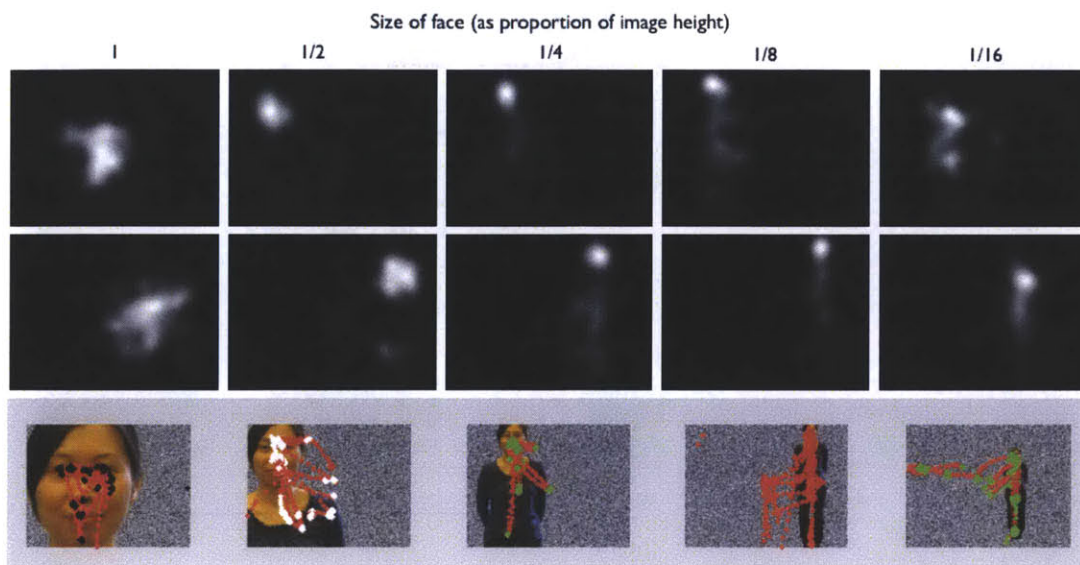 Size of face (as proportion of image height)
1 1/2 1/4 1/8 1/16